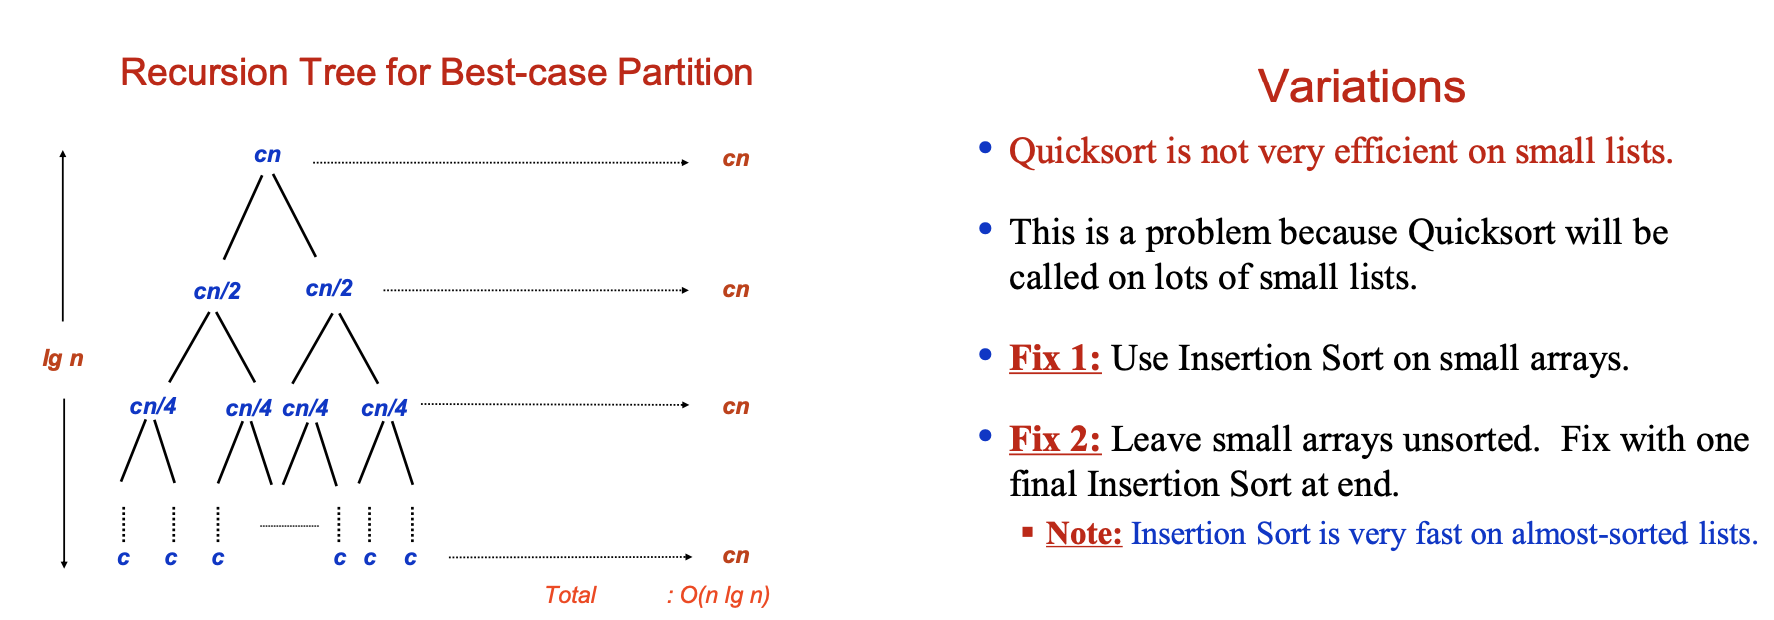 Recursion Tree for Best-case Partition
cn
cn
cn/2
cn/2
cn
lg n
cn/4
cn/4
cn/4
cn/4
cn
c
c
c
c
c
c
cn
Total : O(n lg n)
Variations
• Quicksort is not very efficient on small lists.
• This is a problem because Quicksort will be
called on lots of small lists.
• Fix 1: Use Insertion Sort on small arrays.
• Fix 2: Leave small arrays unsorted. Fix with one
final Insertion Sort at end.
▪ Note: Insertion Sort is very fast on almost-sorted lists.